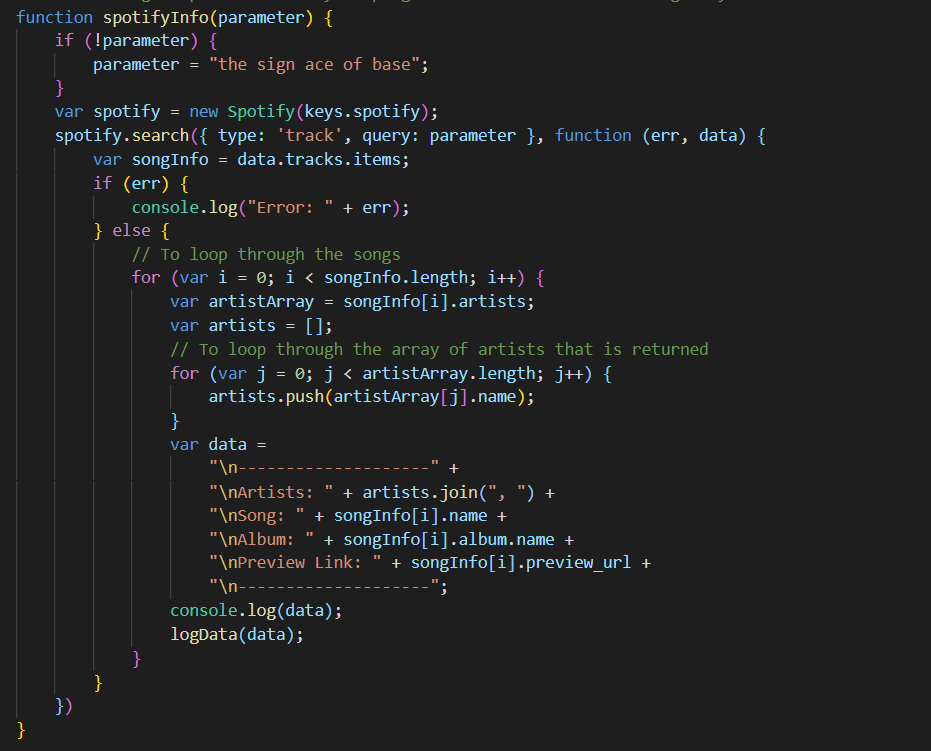 function spotifyInfo(parameter) {
    if (!parameter) {
        parameter = "the sign ace of base";
    }
    var spotify = new Spotify(keys.spotify);
    spotify.search({ type: 'track', query: parameter }, function (err, data) {
        var songInfo = data.tracks.items;
        if (err) {
            console.log("Error: " + err);
        } else {
            // To loop through the songs
            for (var i = 0; i < songInfo.length; i++) {
                var artistArray = songInfo[i].artists;
                var artists = [];
                // To loop through the array of artists that is returned
                for (var j = 0; j < artistArray.length; j++) {
                    artists.push(artistArray[j].name);
                }
                var data =
                    "\n--------------------" +
                    "\nArtists: " + artists.join(", ") +
                    "\nSong: " + songInfo[i].name +
                    "\nAlbum: " + songInfo[i].album.name +
                    "\nPreview Link: " + songInfo[i].preview_url +
                    "\n--------------------";
                console.log(data);
                logData(data);
            }
        }
    })
}